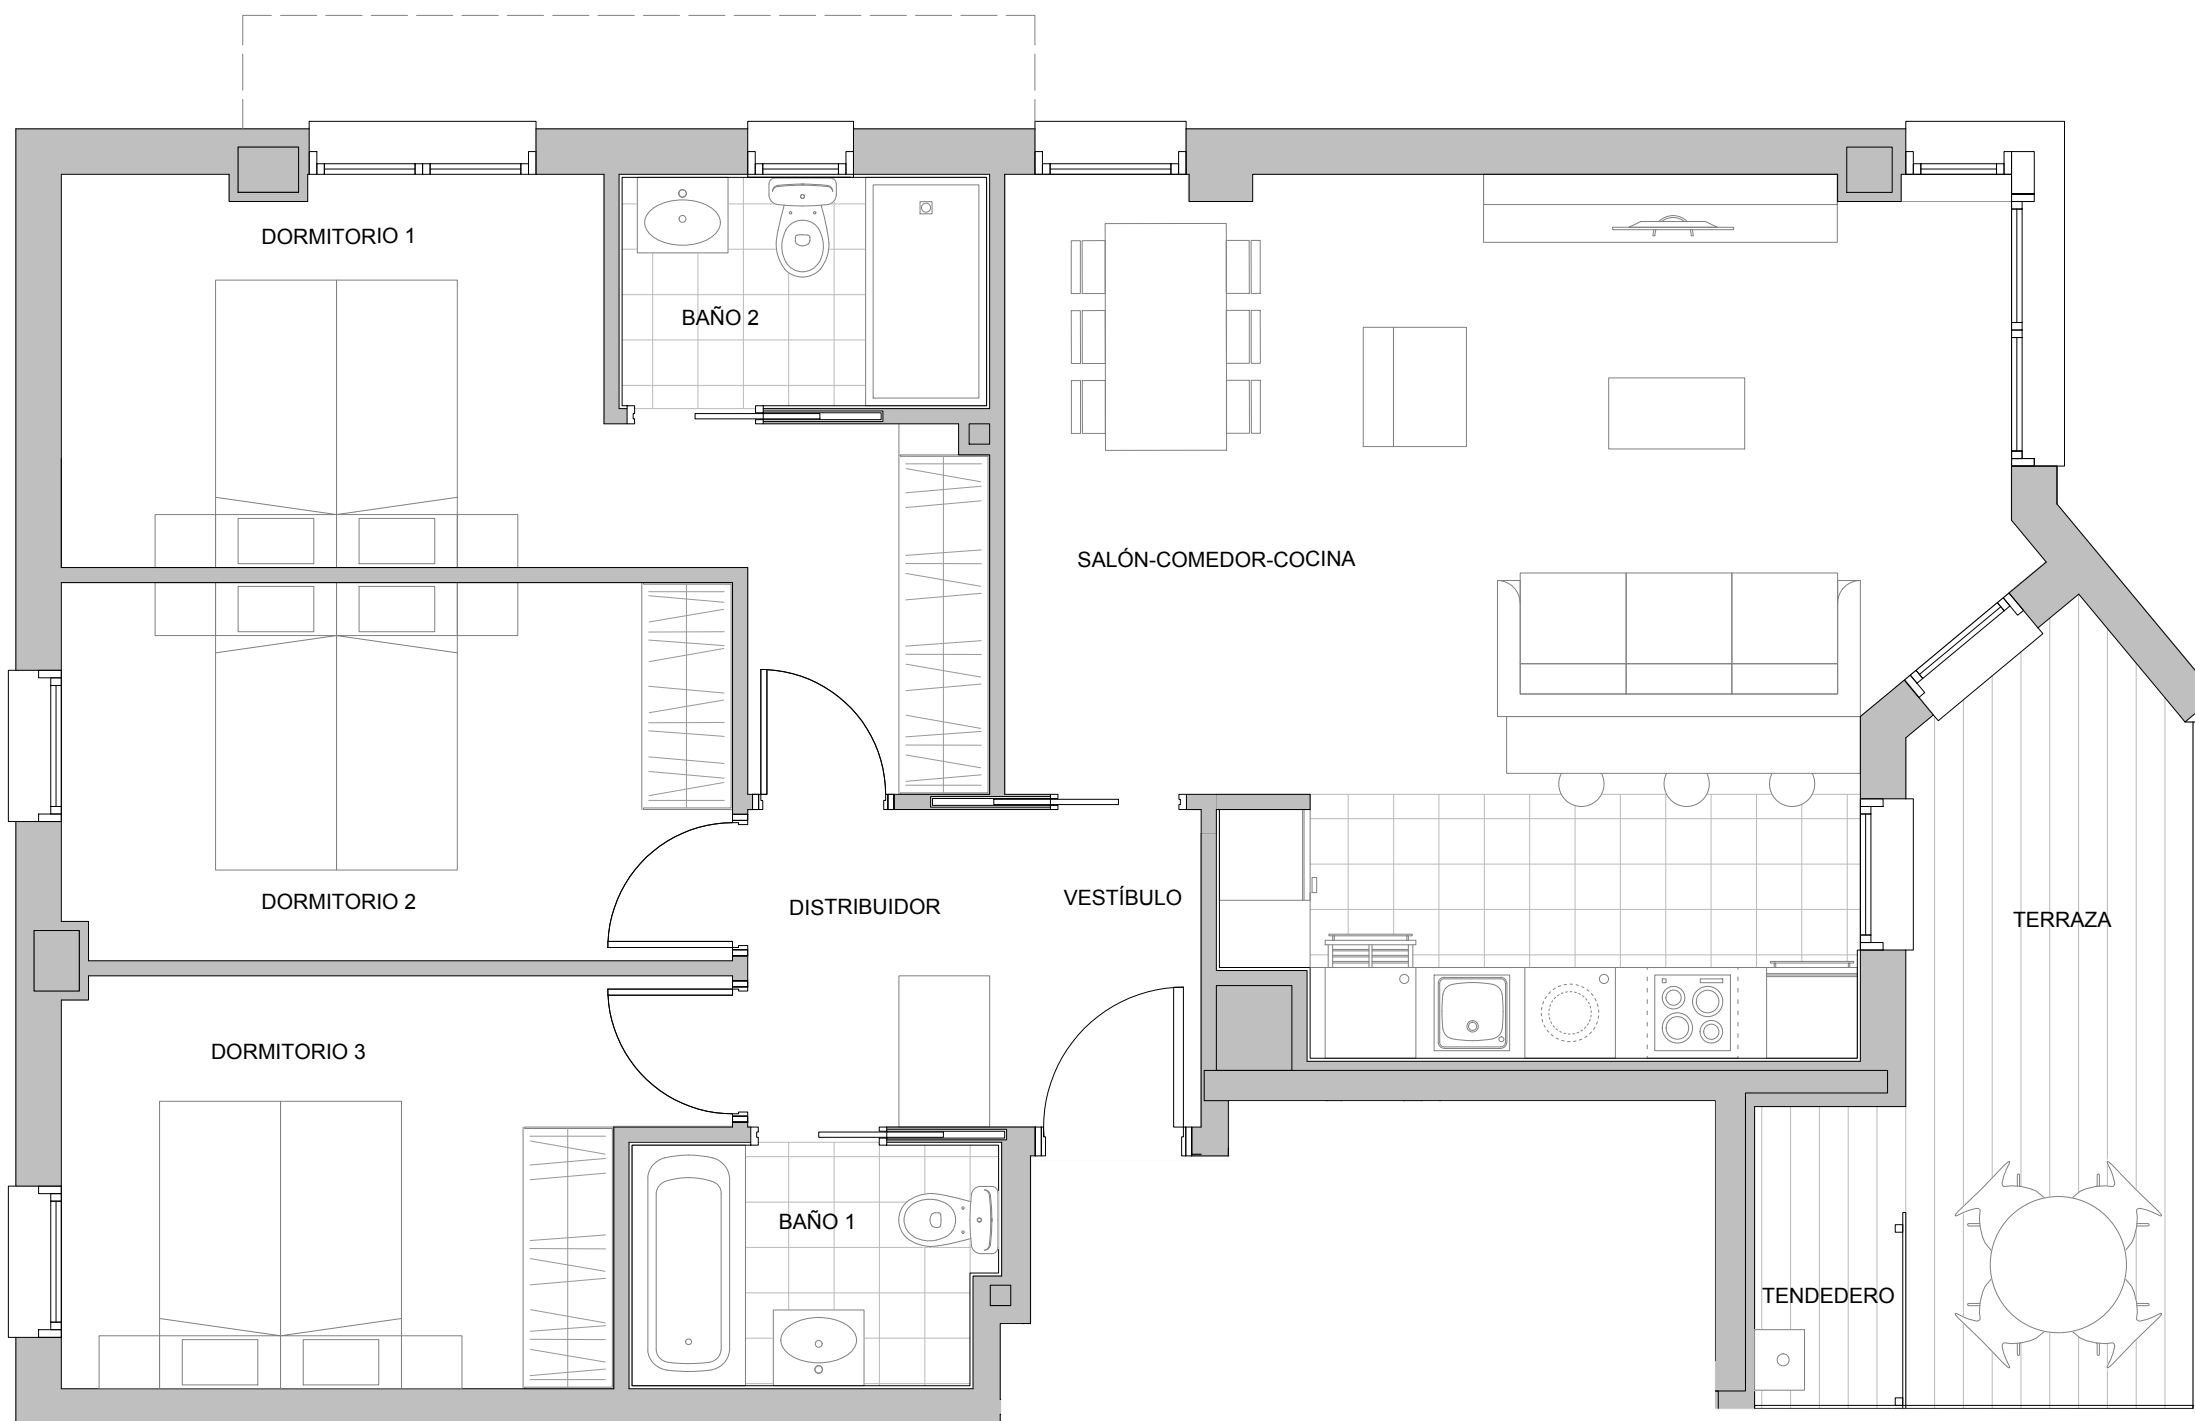 DORMITORIO 1
BAÑO 2
SALÓN-COMEDOR-COCINA
DORMITORIO 2
DISTRIBUIDOR
VESTÍBULO
TERRAZA
DORMITORIO 3
BAÑO 1
TENDEDERO